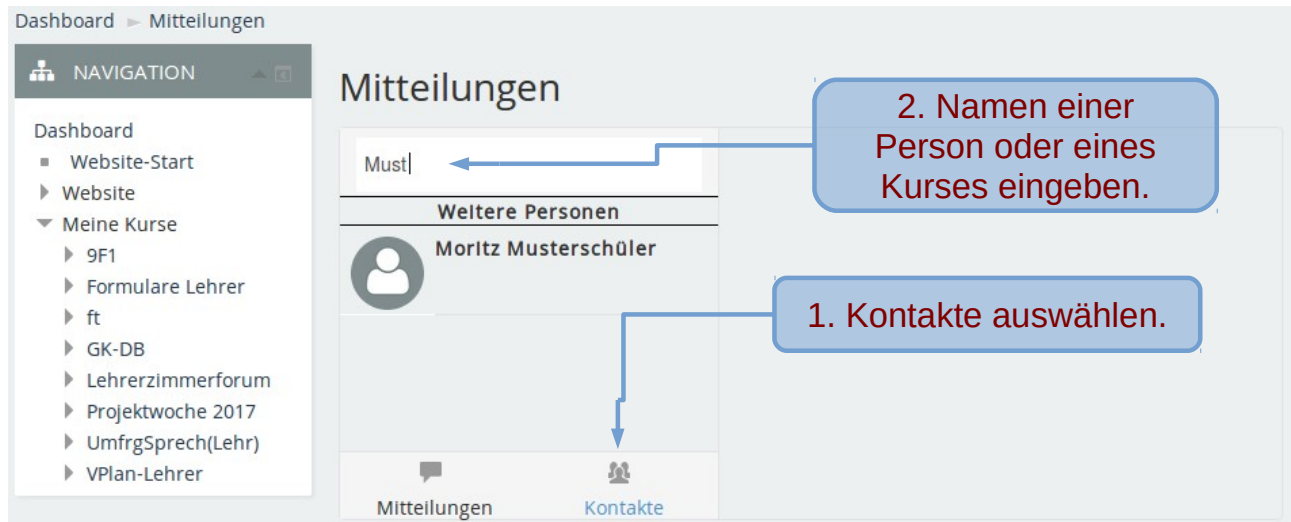 Dashboard ► Mitteilungen
NAVIGATION
Dashboard
Website-Start
Website
Meine Kurse
9F1
Formulare Lehrer
ft
GK-DB
Lehrerzimmerforum
Projektwoche 2017
UmfrgSprech(Lehr)
VPlan-Lehrer
Mitteilungen
Must
Weitere Personen
Moritz Musterschüler
Mitteilungen
Kontakte
2. Namen einer
Person oder eines
Kurses eingeben.
1. Kontakte auswählen.